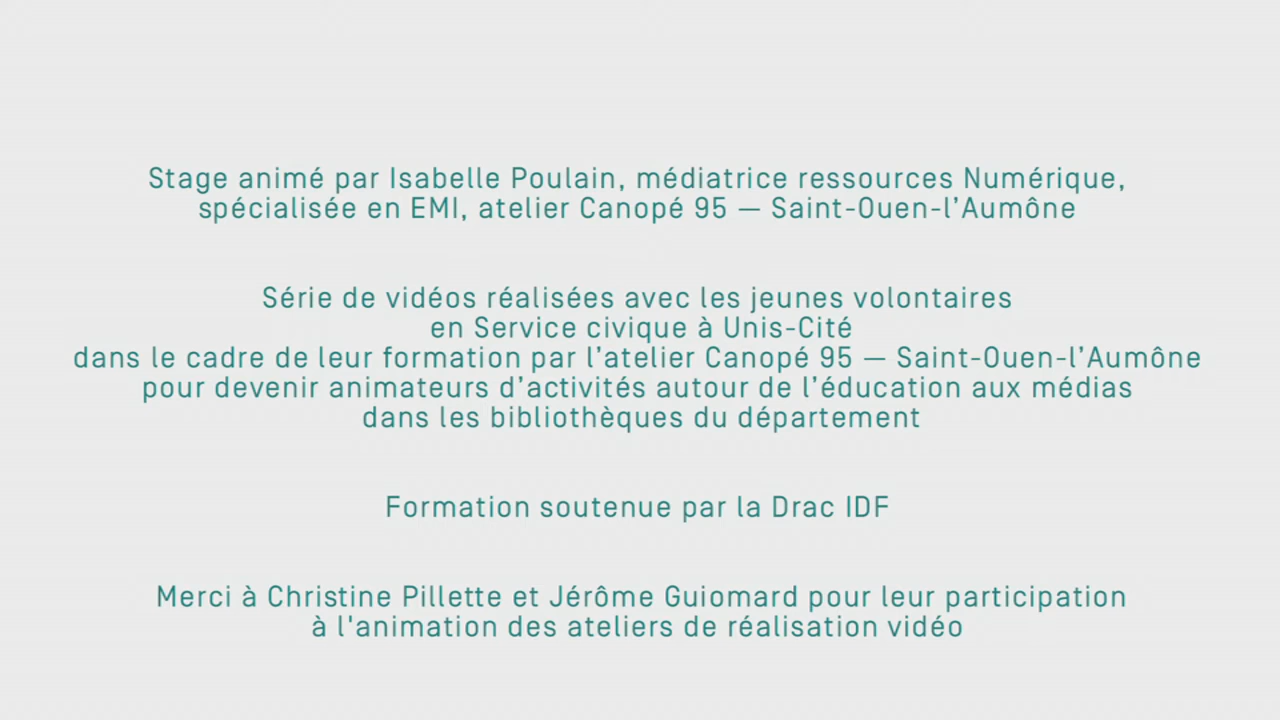 Stage animé par Isabelle Poulain, médiatrice ressources Numérique,
spécialisée en EMI, atelier Canopé 95 — Saint-Ouen-l’Aumône
Série de vidéos réalisées avec les jeunes volontaires
en Service civique à Unis-Cité
dans le cadre de leur formation par l’atelier Canopé 95 — Saint-Ouen-l’Aumône
pour devenir animateurs d’activités autour de l’éducation aux médias
dans les bibliothèques du département
Formation soutenue par la Drac IDF
Merci à Christine Pillette et Jérôme Guiomard pour leur participation
à l'animation des ateliers de réalisation vidéo